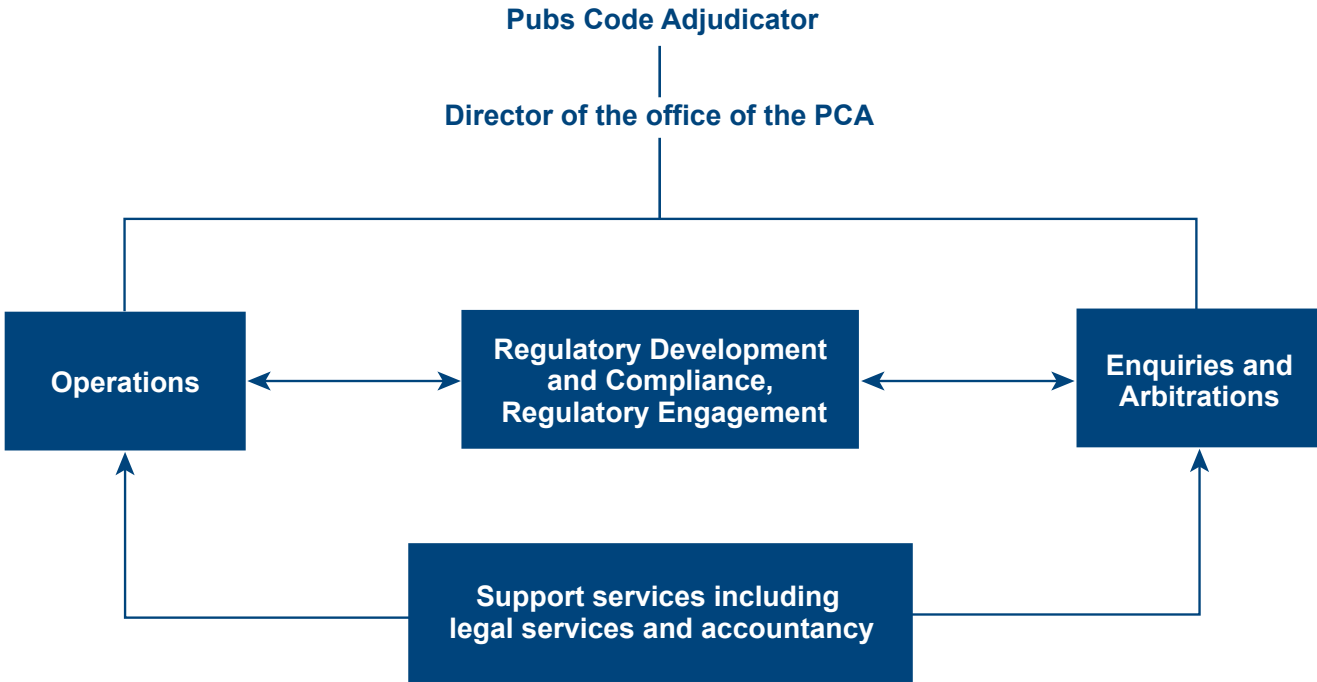 Pubs Code Adjudicator
Director of the office of the PCA
Operations
Regulatory Development
and Compliance,
Regulatory Engagement
Enquiries and
Arbitrations
Support services including
legal services and accountancy